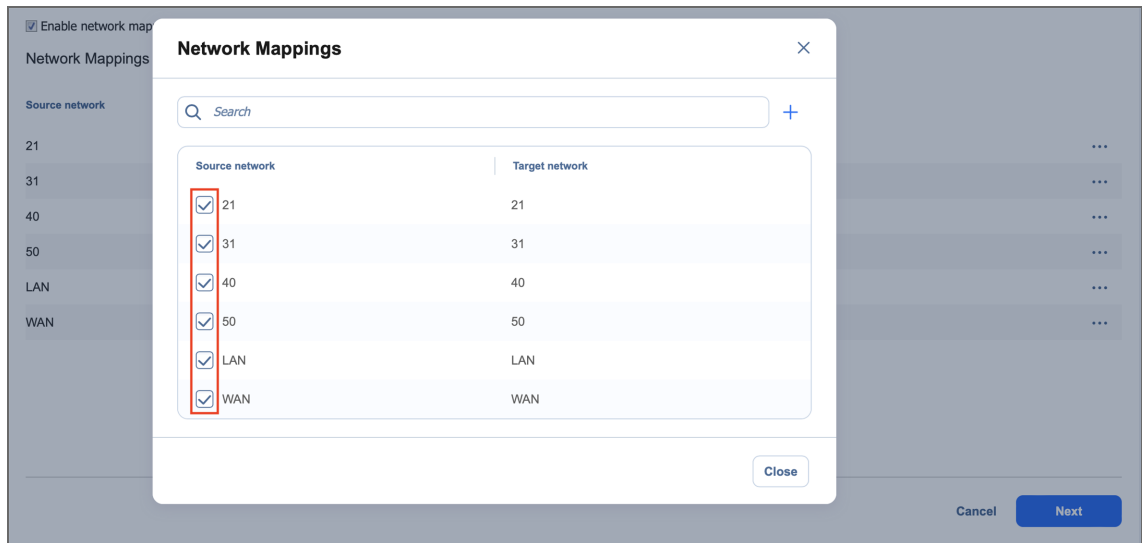 Enable network map
Network Mappings
Network Mappings
Source network
Search
Source network Target network
21
21 21
31
31 31
40
40 40
50
50 50
LAN
LAN LAN
WAN
WAN WAN
Close
Cancel Next